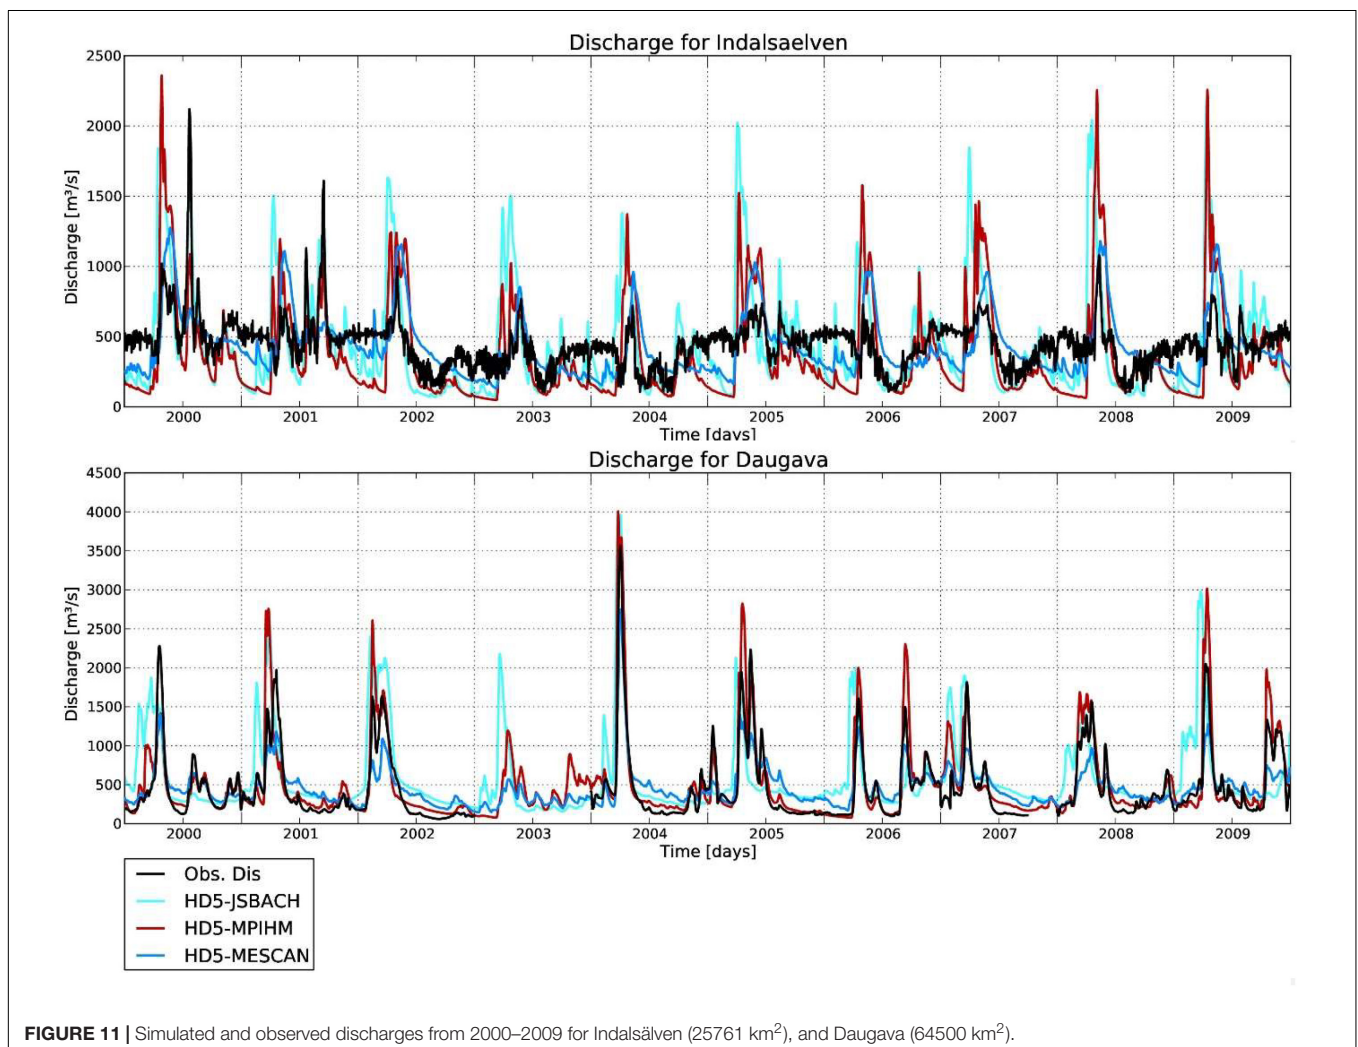 Discharge for Indalsaelven
2500
2000
1500
1000
500
0
Discharge [m³/s]
2000 2001 2002 2003 2004 2005 2006 2007 2008 2009
Time [days]
Discharge for Daugava
4500
4000
3500
3000
2500
2000
1500
1000
500
0
Discharge [m³/s]
2000 2001 2002 2003 2004 2005 2006 2007 2008 2009
Time [days]
Obs. Dis
HD5-JSBACH
HD5-MPIHM
HD5-MESCAN
FIGURE 11 | Simulated and observed discharges from 2000–2009 for Indalsälven (25761 km²), and Daugava (64500 km²).